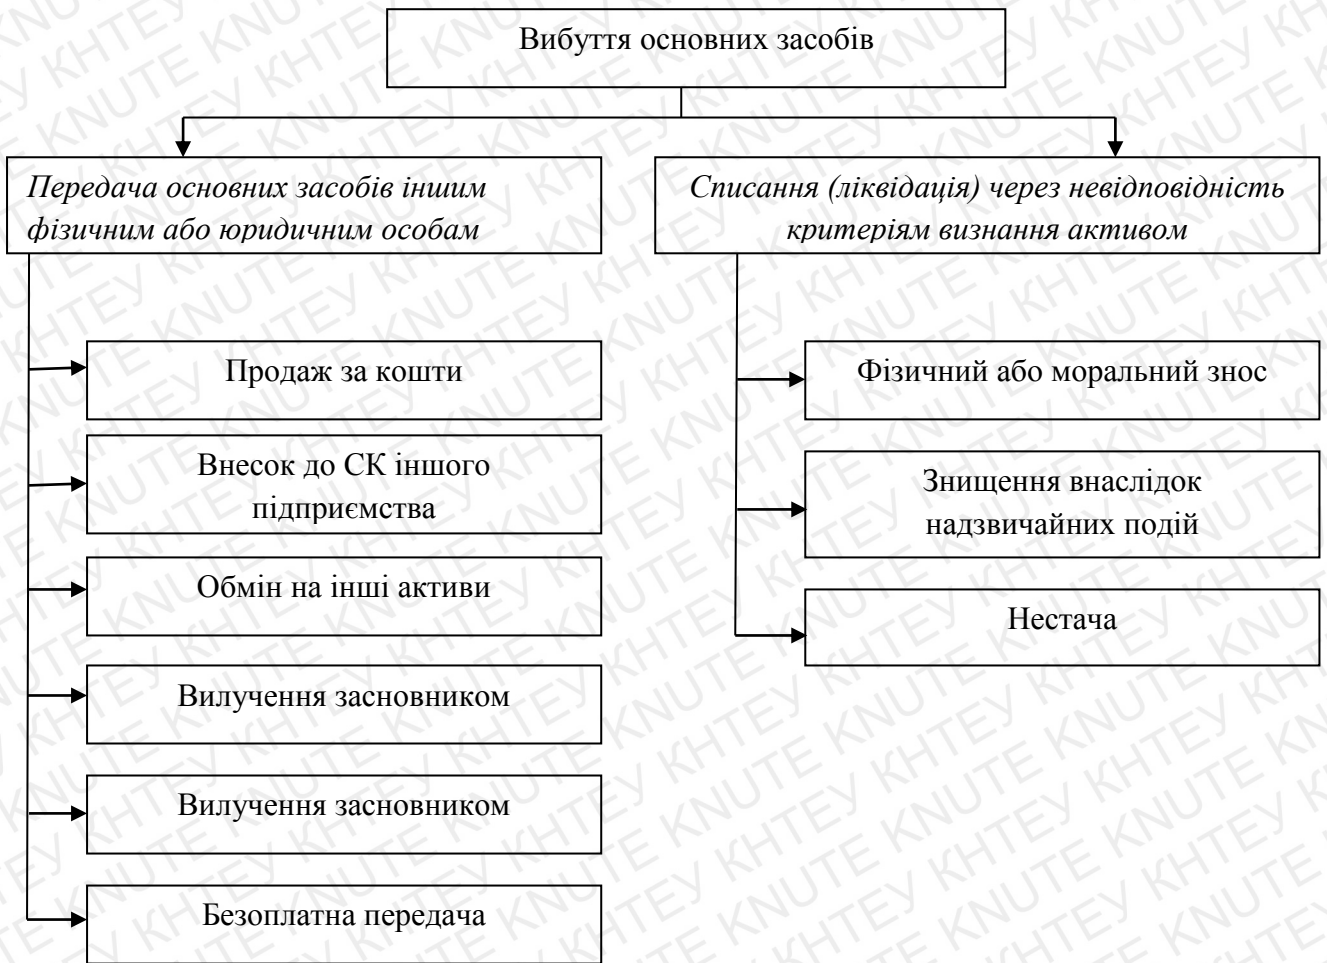 Вибуття основних засобів
Передача основних засобів іншим
фізичним або юридичним особам
Списання (ліквідація) через невідповідність
критеріям визнання активом
Продаж за кошти
Внесок до СК іншого
підприємства
Обмін на інші активи
Вилучення засновником
Вилучення засновником
Безоплатна передача
Фізичний або моральний знос
Знищення внаслідок
надзвичайних подій
Нестача